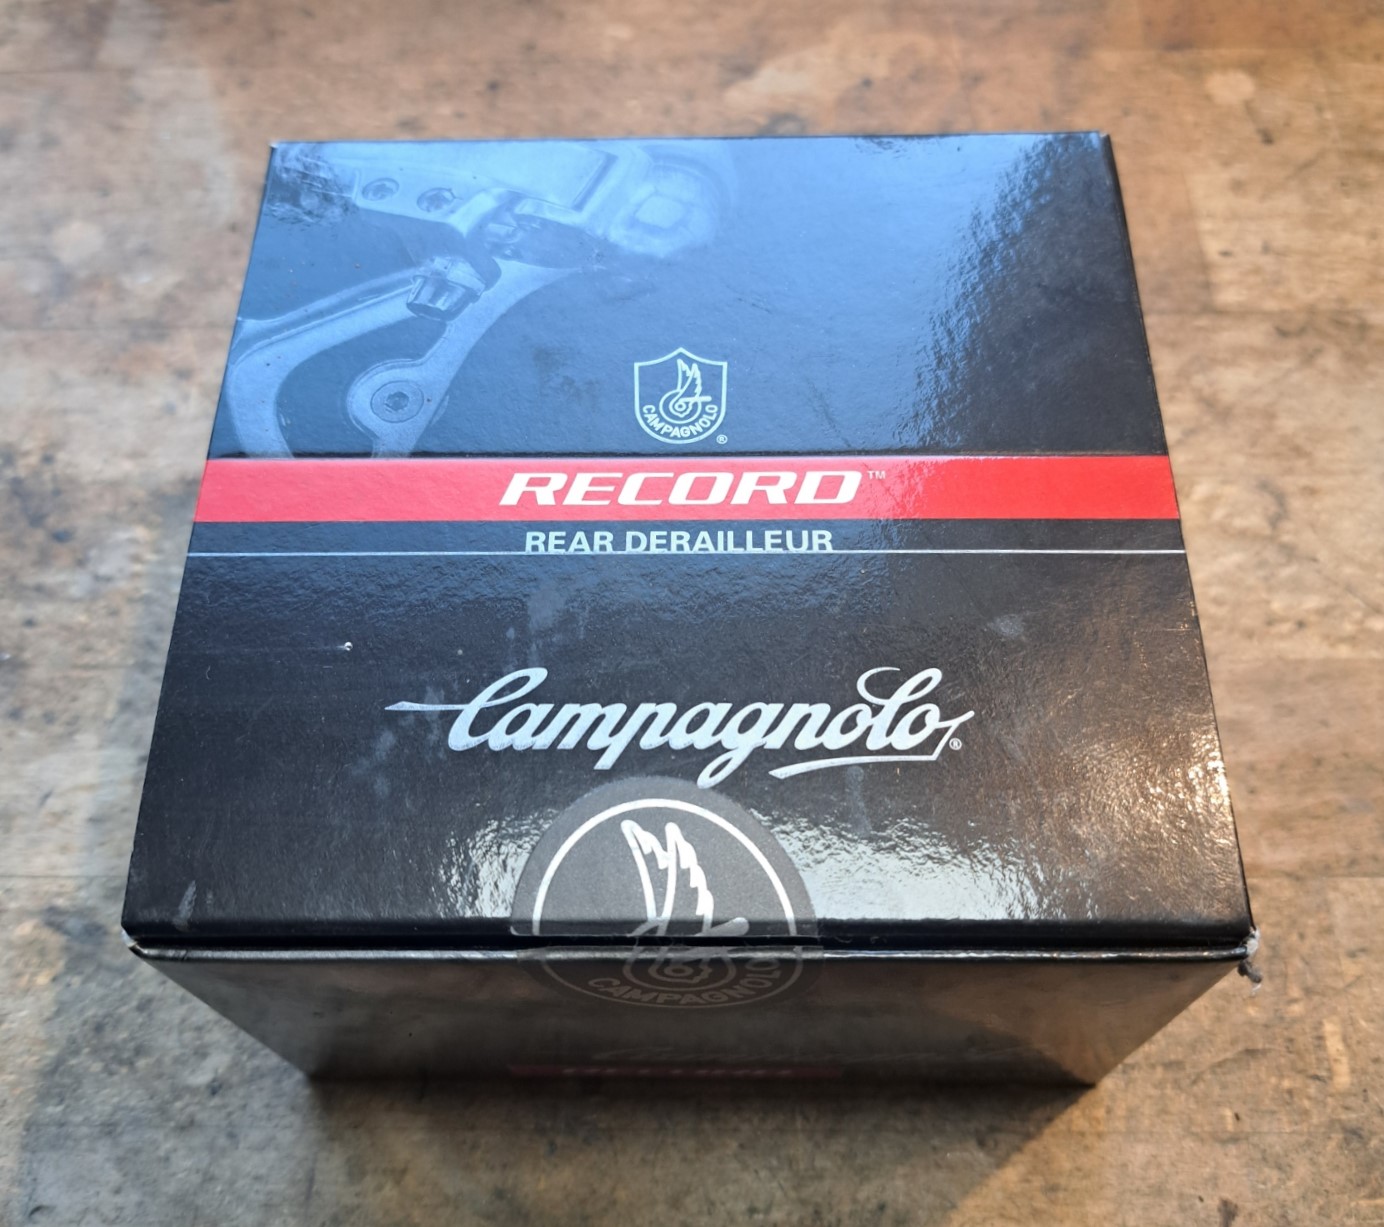 CAMPAGNOLO
®
RECORD™
REAR DERAILLEUR
Campagnolo®
CAMPAGNOLO